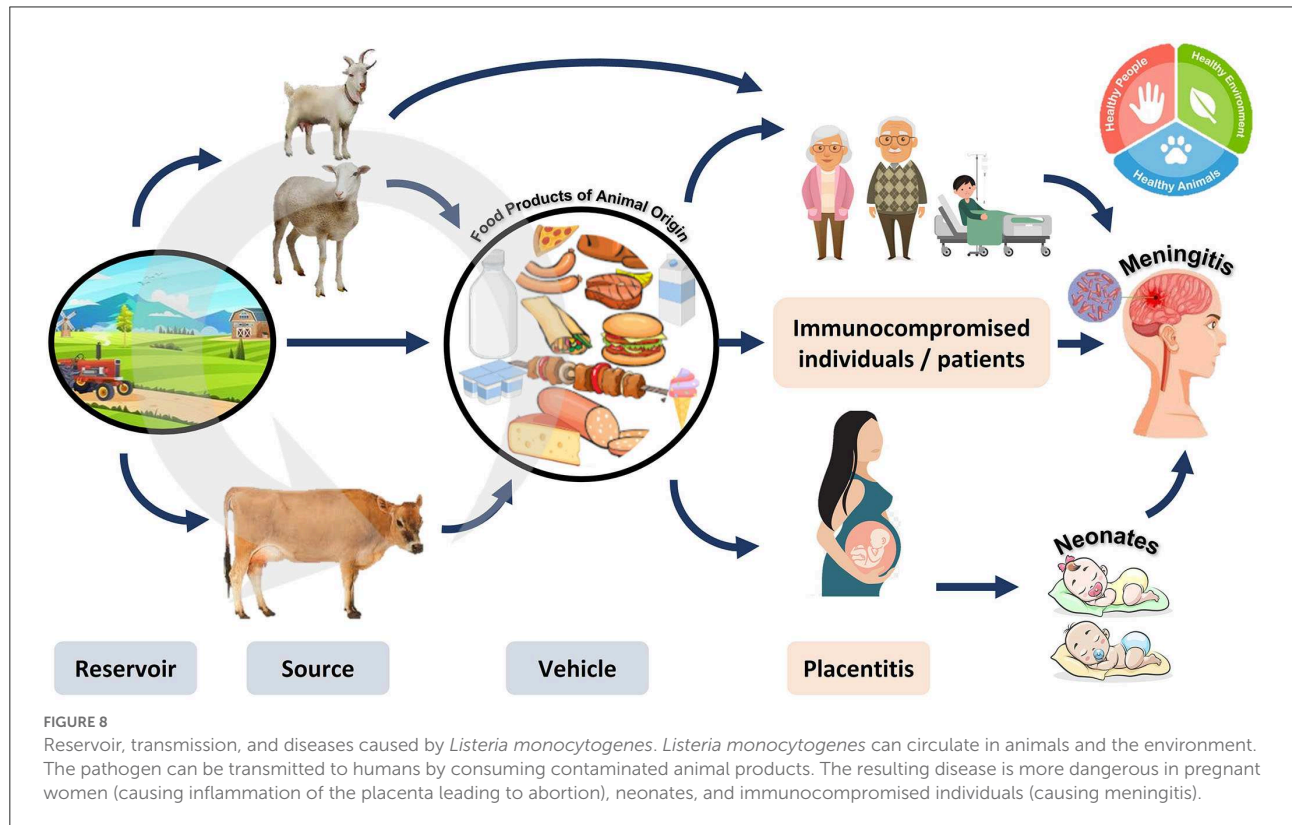 Healthy People
Healthy Environment
Healthy Animals
Food Products of Animal Origin
Meningitis
Immunocompromised
individuals / patients
Neonates
Reservoir
Source
Vehicle
Placentitis
FIGURE 8
Reservoir, transmission, and diseases caused by Listeria monocytogenes. Listeria monocytogenes can circulate in animals and the environment.
The pathogen can be transmitted to humans by consuming contaminated animal products. The resulting disease is more dangerous in pregnant
women (causing inflammation of the placenta leading to abortion), neonates, and immunocompromised individuals (causing meningitis).